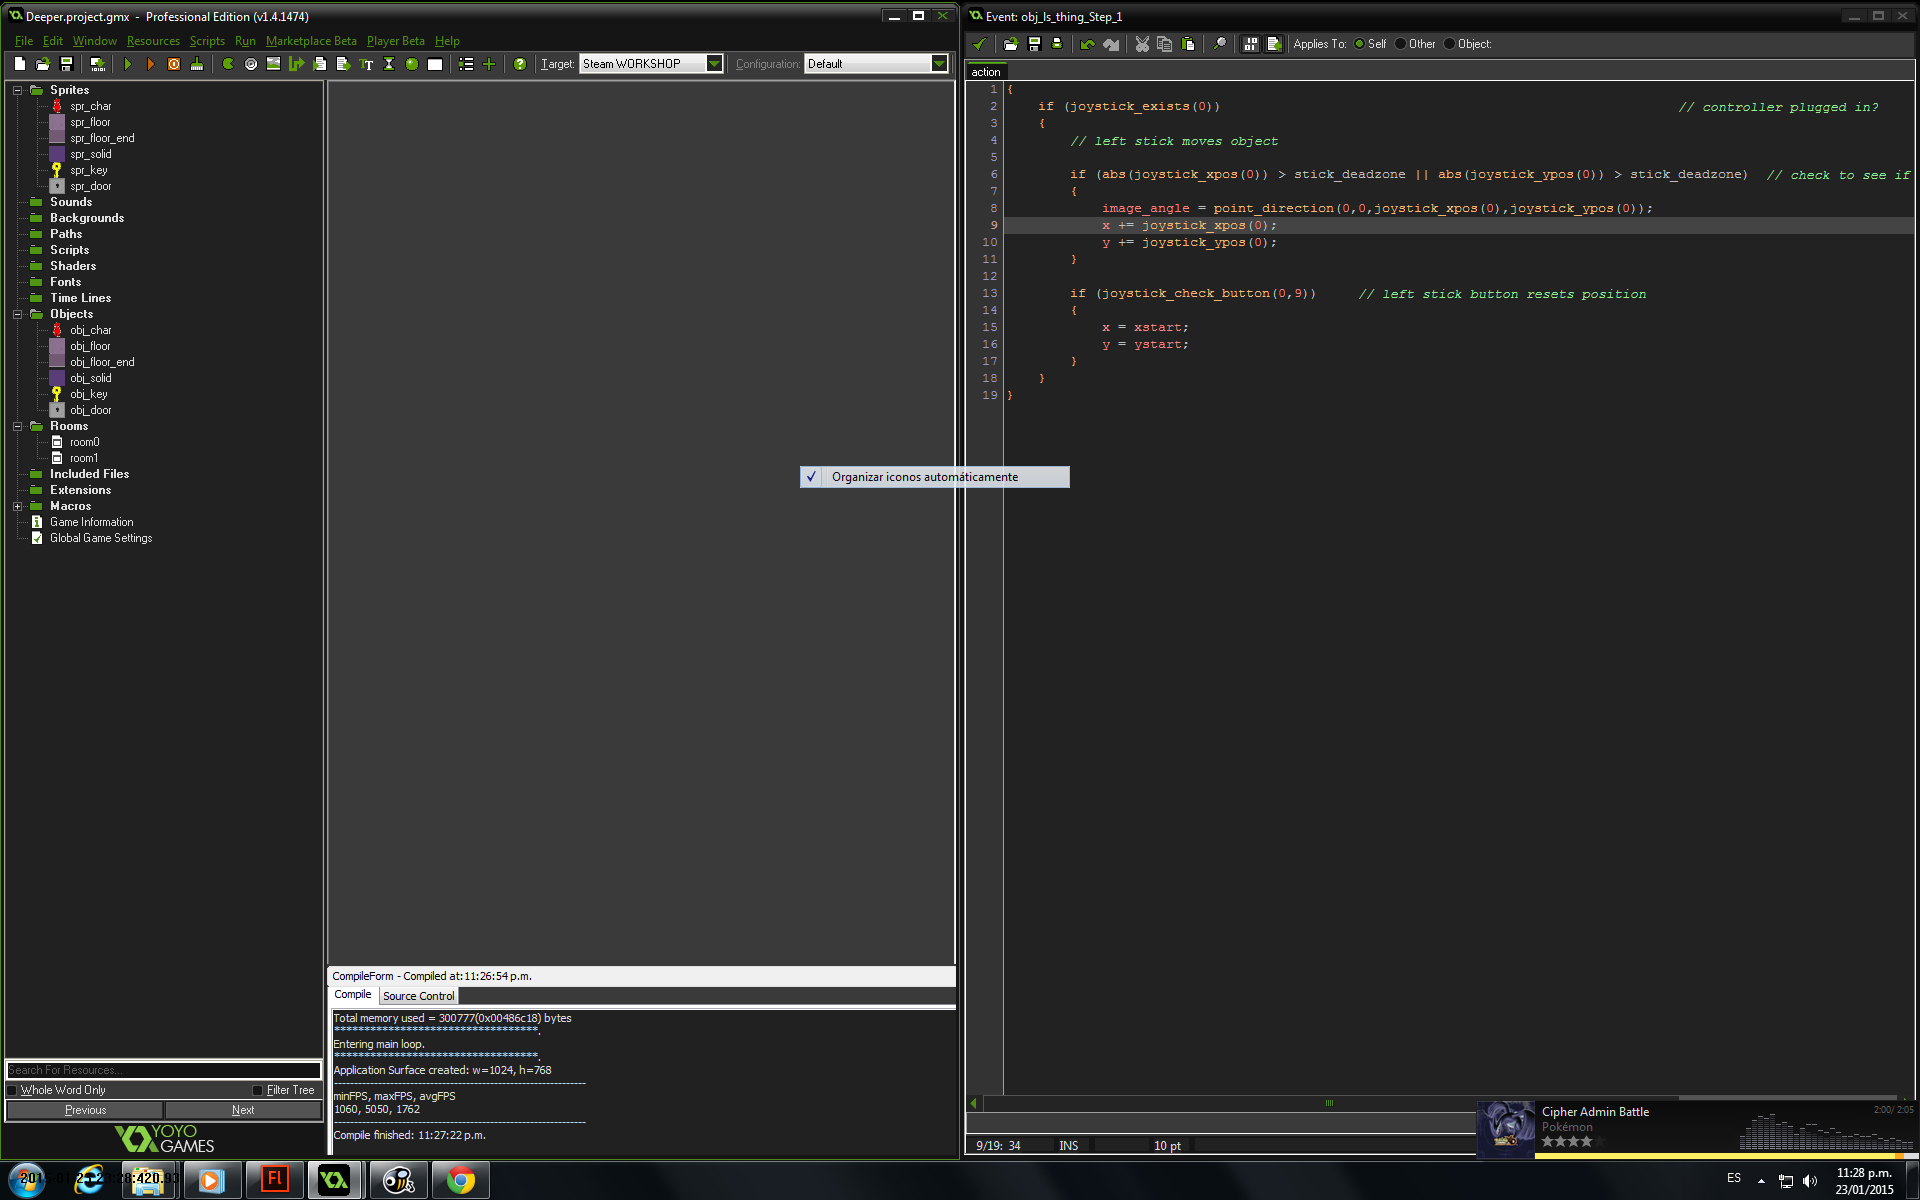 Deeper.project.gmx - Professional Edition (v1.4.1474)
File Edit Window Resources Scripts Run Marketplace Beta Player Beta Help
Target: Steam WORKSHOP Configuration: Default
Sprites
spr_char
spr_floor
spr_floor_end
spr_solid
spr_key
spr_door
Sounds
Backgrounds
Paths
Scripts
Shaders
Fonts
Time Lines
Objects
obj_char
obj_floor
obj_floor_end
obj_solid
obj_key
obj_door
Rooms
room0
room1
Included Files
Extensions
Macros
Game Information
Global Game Settings
Search For Resources...
Whole Word Only Filter Tree
Previous Next
YOYO
GAMES
Organizar iconos automáticamente
CompileForm - Compiled at: 11:26:54 p.m.
Compile Source Control
Total memory used = 300777(0x00486c18) bytes
**********************************.
Entering main loop.
**********************************.
Application Surface created: w=1024, h=768
---------------------------------------------------------------
minFPS, maxFPS, avgFPS
1060, 5050, 1762
---------------------------------------------------------------
Compile finished: 11:27:22 p.m.
Event: obj_ls_thing_Step_1
Applies To: Self Other Object:
action
1 {
2 if (joystick_exists(0)) // controller plugged in?
3 {
4 // left stick moves object
5
6 if (abs(joystick_xpos(0)) > stick_deadzone || abs(joystick_ypos(0)) > stick_deadzone) // check to see if
7 {
8 image_angle = point_direction(0,0,joystick_xpos(0),joystick_ypos(0));
9 x += joystick_xpos(0);
10 y += joystick_ypos(0);
11 }
12
13 if (joystick_check_button(0,9)) // left stick button resets position
14 {
15 x = xstart;
16 y = ystart;
17 }
18 }
19 }
9/19: 34 INS 10 pt
Cipher Admin Battle 2:00/ 2:05
Pokémon
Fl
ES
11:28 p.m.
23/01/2015